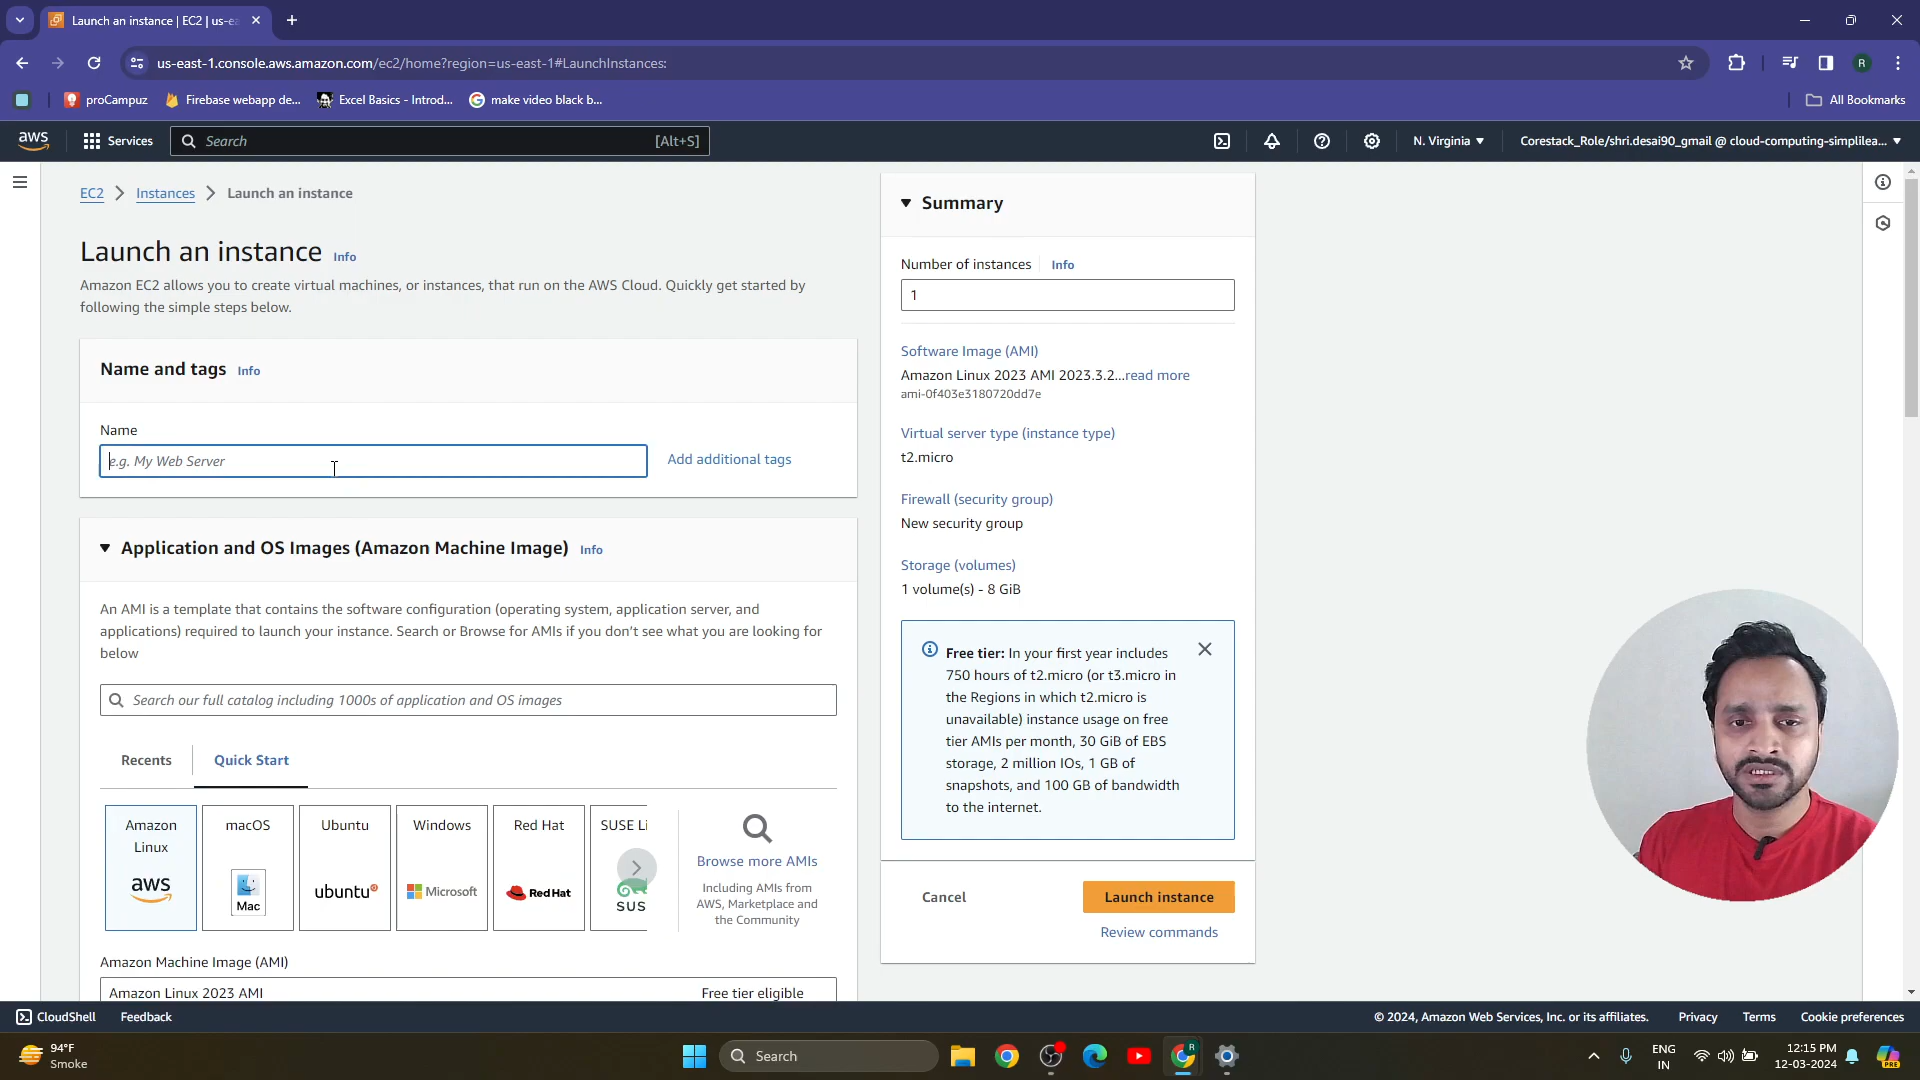 Launch an instance | EC2 | us-ea
us-east-1.console.aws.amazon.com/ec2/home?region=us-east-1#LaunchInstances:
R
proCampuz
Firebase webapp de...
Excel Basics - Introd...
make video black b...
All Bookmarks
aws
Services
Search
[Alt+S]
N. Virginia
Corestack_Role/shri.desai90_gmail @ cloud-computing-simplilea...
EC2
Instances
Launch an instance
Launch an instance
Info
Amazon EC2 allows you to create virtual machines, or instances, that run on the AWS Cloud. Quickly get started by
following the simple steps below.
Name and tags
Info
Name
e.g. My Web Server
Add additional tags
Application and OS Images (Amazon Machine Image)
Info
An AMI is a template that contains the software configuration (operating system, application server, and
applications) required to launch your instance. Search or Browse for AMIs if you don't see what you are looking for
below
Search our full catalog including 1000s of application and OS images
Recents
Quick Start
Amazon
Linux
aws
macOS
Mac
Ubuntu
ubuntu
Windows
Microsoft
Red Hat
Red Hat
SUSE Li
SUS
Browse more AMIs
Including AMIs from
AWS, Marketplace and
the Community
Amazon Machine Image (AMI)
Amazon Linux 2023 AMI
Free tier eligible
Summary
Number of instances
Info
1
Software Image (AMI)
Amazon Linux 2023 AMI 2023.3.2...read more
ami-0f403e3180720dd7e
Virtual server type (instance type)
t2.micro
Firewall (security group)
New security group
Storage (volumes)
1 volume(s) - 8 GiB
Free tier: In your first year includes
750 hours of t2.micro (or t3.micro in
the Regions in which t2.micro is
unavailable) instance usage on free
tier AMIs per month, 30 GiB of EBS
storage, 2 million IOs, 1 GB of
snapshots, and 100 GB of bandwidth
to the internet.
Cancel
Launch instance
Review commands
CloudShell
Feedback
© 2024, Amazon Web Services, Inc. or its affiliates.
Privacy
Terms
Cookie preferences
94°F
Smoke
Search
R
ENG
IN
12:15 PM
12-03-2024
PRE